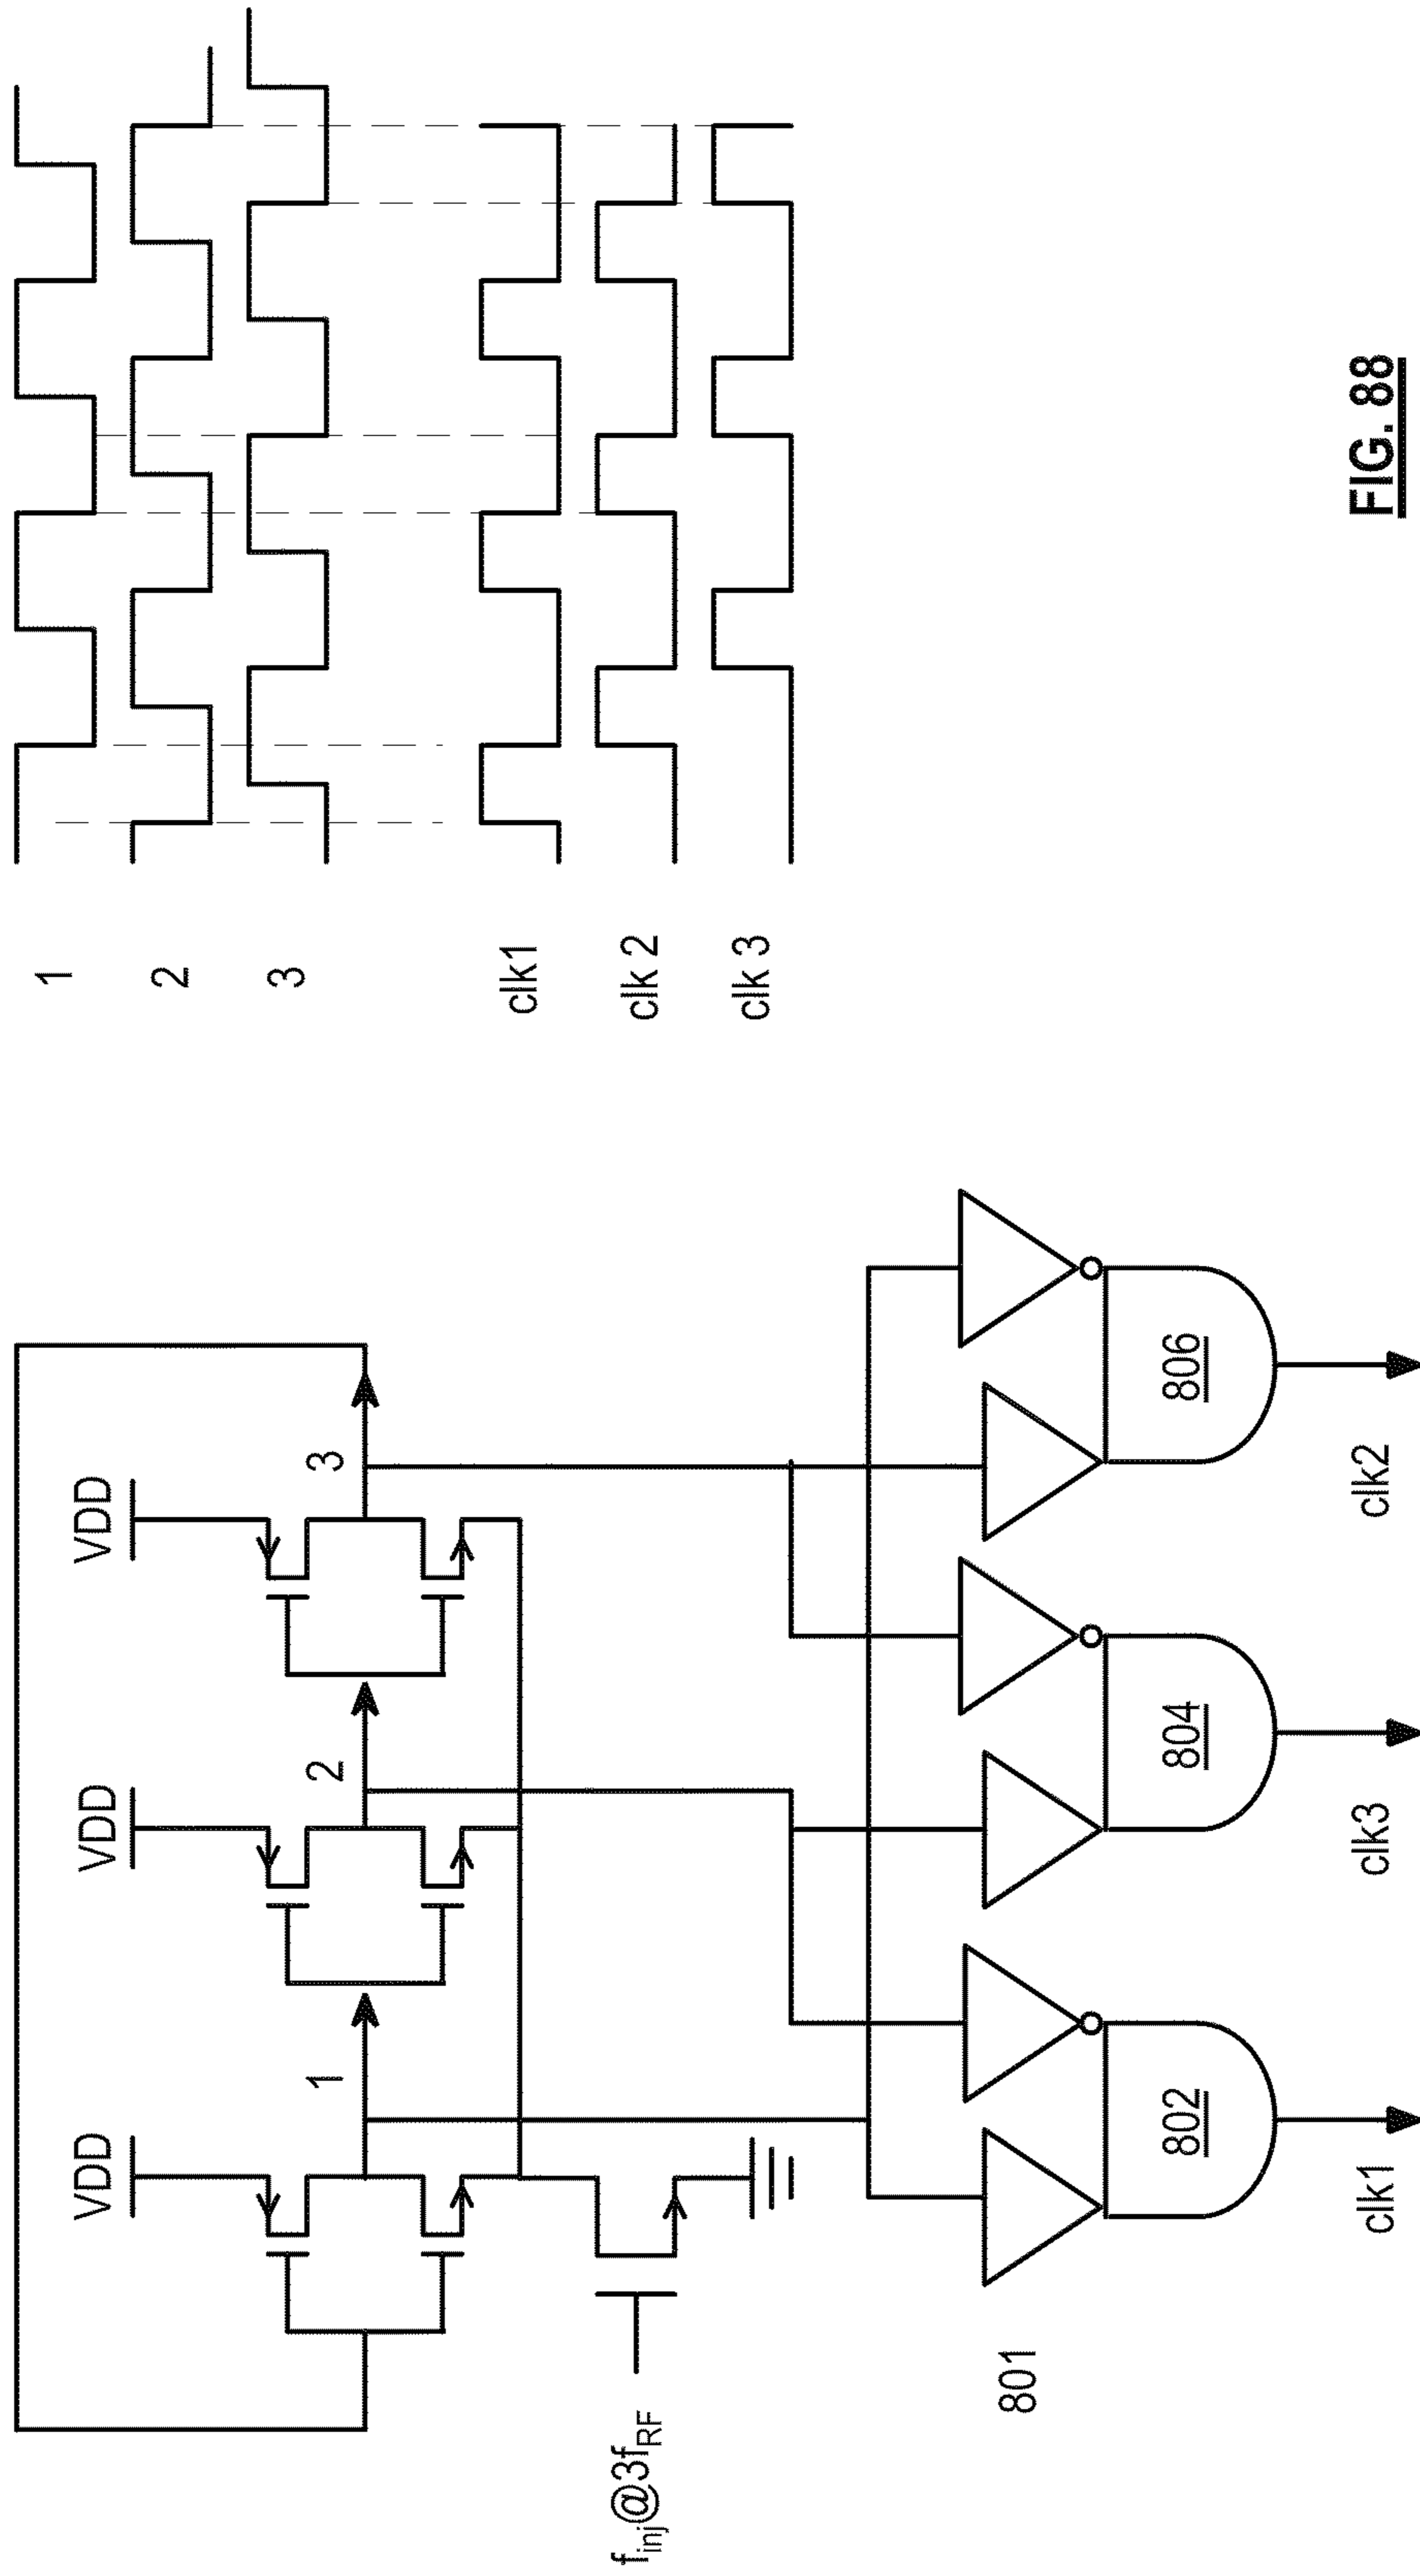 1
2
3
clk1
clk 2
clk 3
VDD
VDD
VDD
1
2
3
f_inj@3f_RF
801
802
804
806
clk1
clk3
clk2
FIG. 88